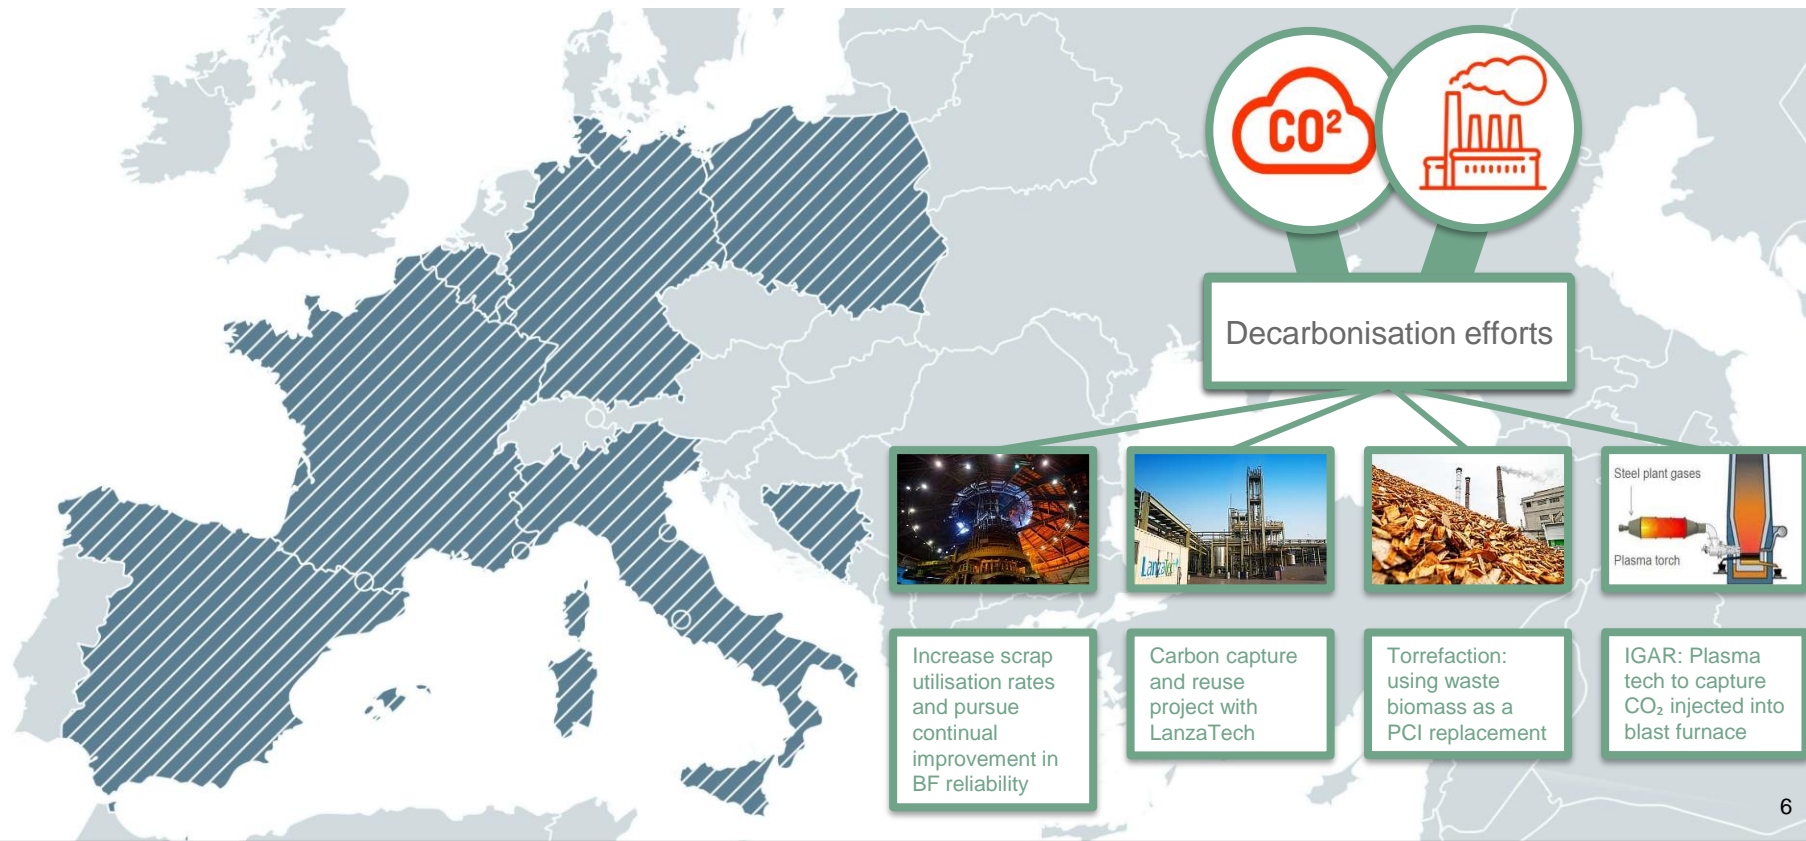 CO²
Decarbonisation efforts
Steel plant gases
Plasma torch
LanzaTech
Increase scrap
utilisation rates
and pursue
continual
improvement in
BF reliability
Carbon capture
and reuse
project with
LanzaTech
Torrefaction:
using waste
biomass as a
PCI replacement
IGAR: Plasma
tech to capture
CO₂ injected into
blast furnace
6